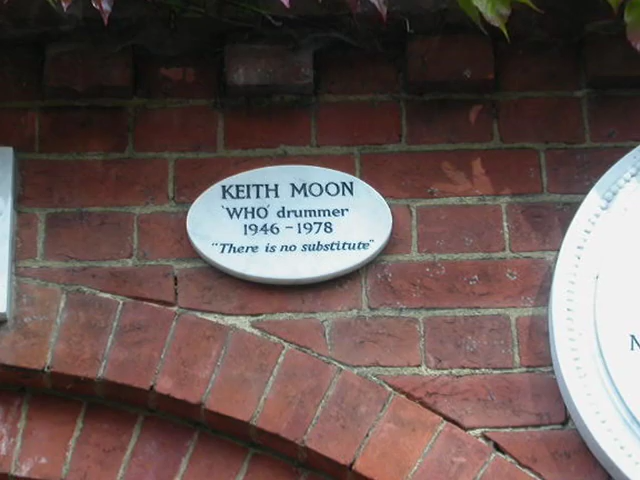 KEITH MOON
'WHO' drummer
1946 - 1978
"There is no substitute"
N